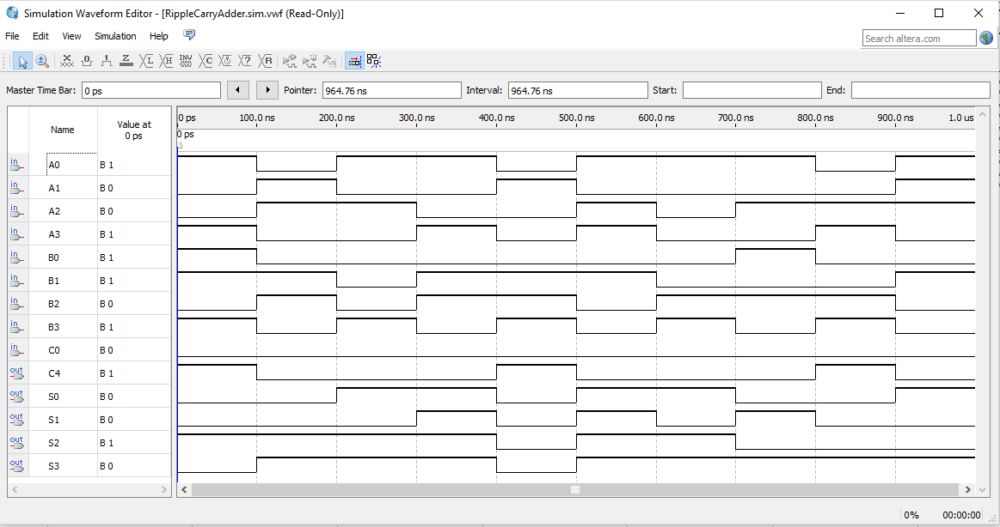 Simulation Waveform Editor - [RippleCarryAdder.sim.vwf (Read-Only)]
File Edit View Simulation Help
Search altera.com
Master Time Bar: 0 ps Pointer: 964.76 ns Interval: 964.76 ns Start: End:
Name Value at 0 ps
0 ps 100.0 ns 200.0 ns 300.0 ns 400.0 ns 500.0 ns 600.0 ns 700.0 ns 800.0 ns 900.0 ns 1.0 us
0 ps
in A0 B 1
in A1 B 0
in A2 B 0
in A3 B 1
in B0 B 1
in B1 B 1
in B2 B 0
in B3 B 1
in C0 B 0
out C4 B 1
out S0 B 0
out S1 B 0
out S2 B 1
out S3 B 0
0% 00:00:00